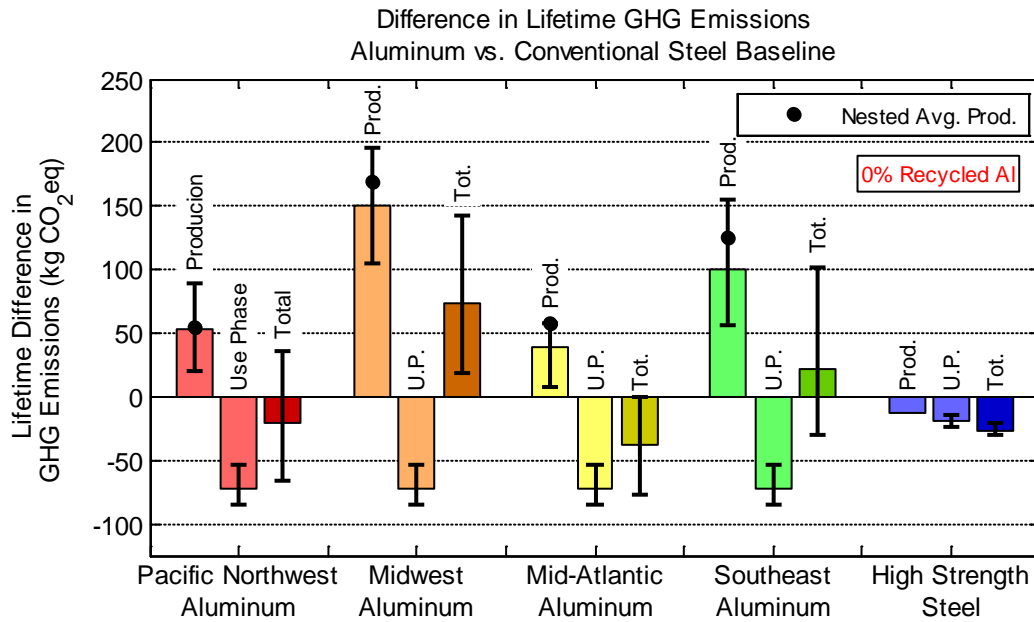 Difference in Lifetime GHG Emissions
Aluminum vs. Conventional Steel Baseline
Lifetime Difference in
GHG Emissions (kg CO2eq)
250
200
150
100
50
0
-50
-100
Nested Avg. Prod.
0% Recycled Al
Producion
Use Phase
Total
Prod.
U.P.
Tot.
Prod.
U.P.
Tot.
Prod.
U.P.
Tot.
Prod.
U.P.
Tot.
Pacific Northwest
Aluminum
Midwest
Aluminum
Mid-Atlantic
Aluminum
Southeast
Aluminum
High Strength
Steel